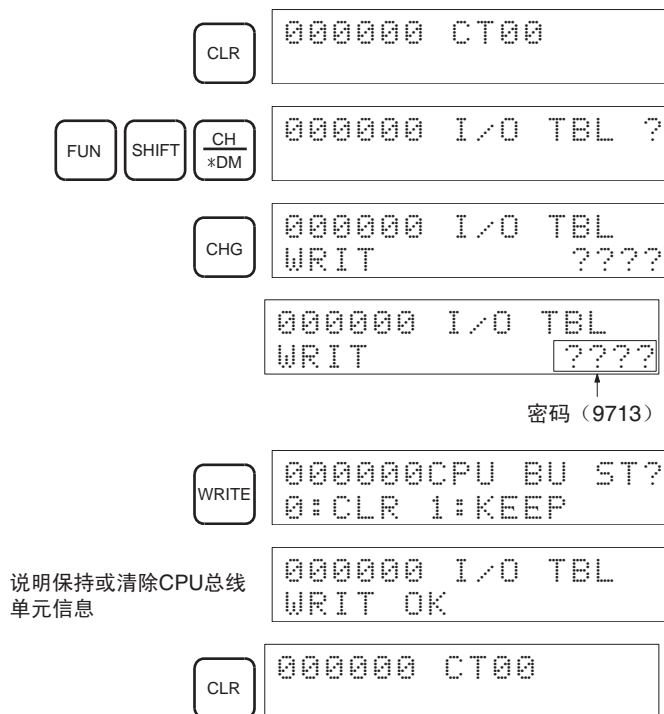 CLR
000000 CT00
FUN
SHIFT
CH
*DM
000000 I/O TBL ?
CHG
000000 I/O TBL
WRIT ????
000000 I/O TBL
WRIT ????
密码（9713）
WRITE
000000CPU BU ST?
0:CLR 1:KEEP
说明保持或清除CPU总线
单元信息
000000 I/O TBL
WRIT OK
CLR
000000 CT00